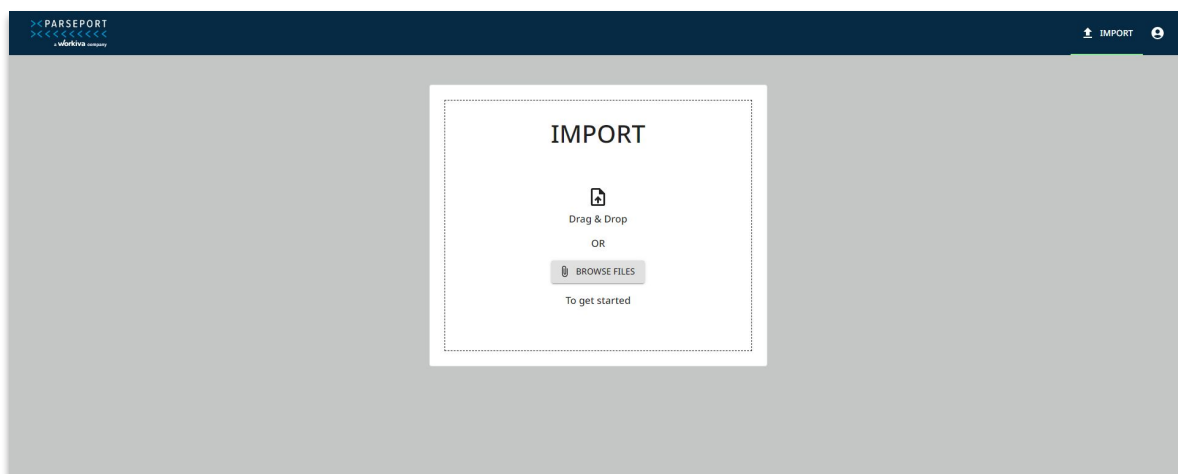 PARSEPORT
a workiva company
IMPORT
IMPORT
Drag & Drop
OR
BROWSE FILES
To get started